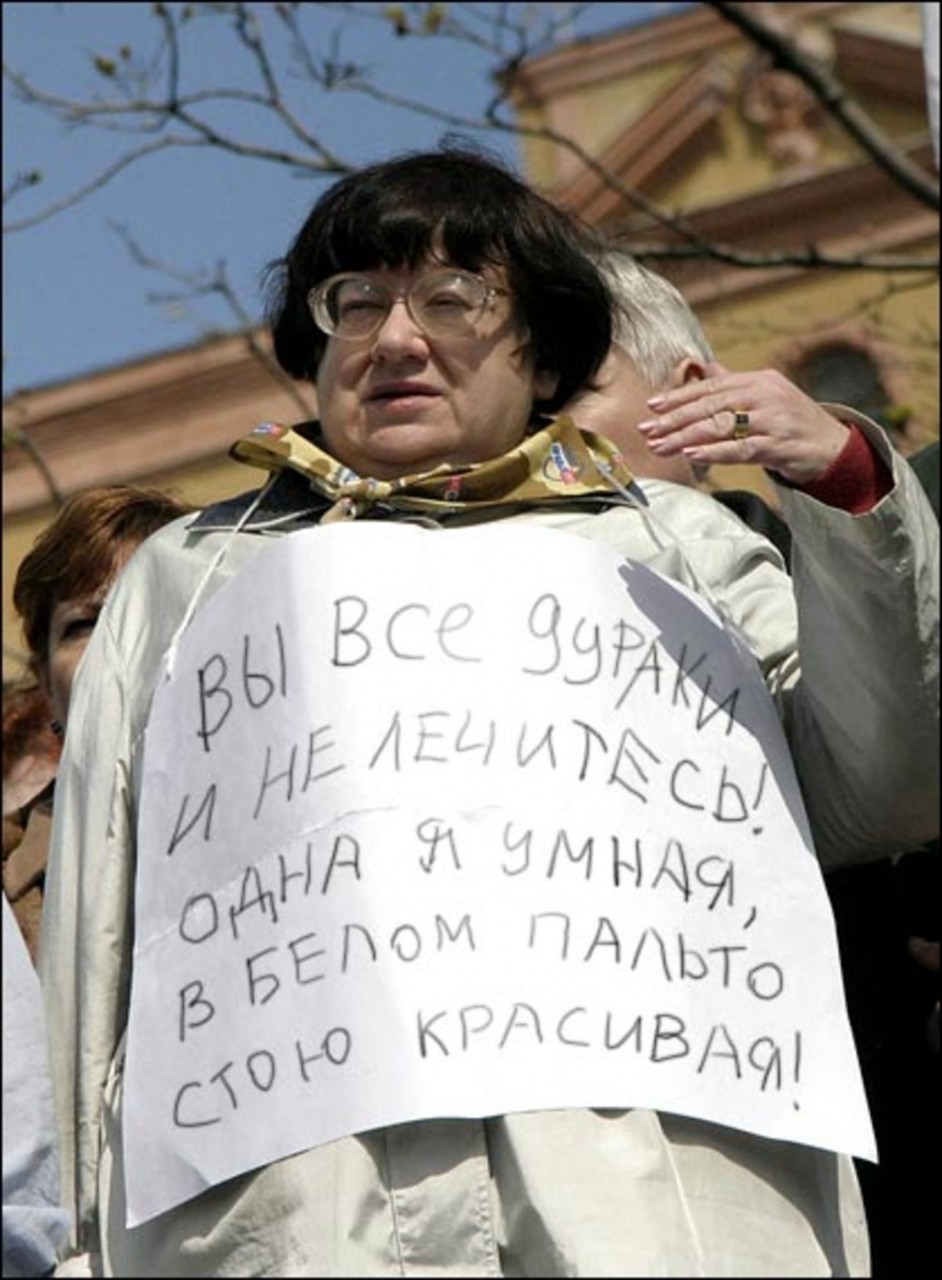 ВЫ ВСЕ ДУРАКИ
И НЕ ЛЕЧИТЕСЬ!
ОДНА Я УМНАЯ,
В БЕЛОМ ПАЛЬТО
СТОЮ КРАСИВАЯ!